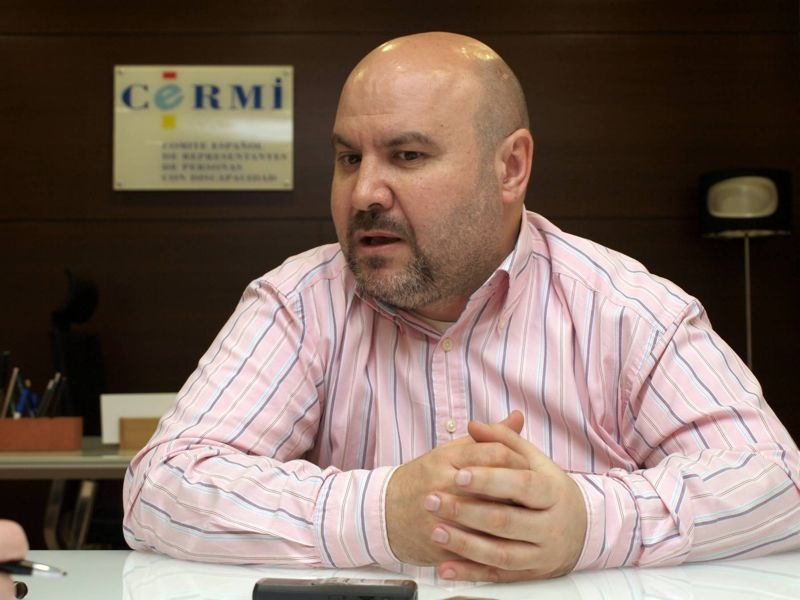 CeRMi
COMITÉ ESPAÑOL
DE REPRESENTANTES
DE PERSONAS
CON DISCAPACIDAD